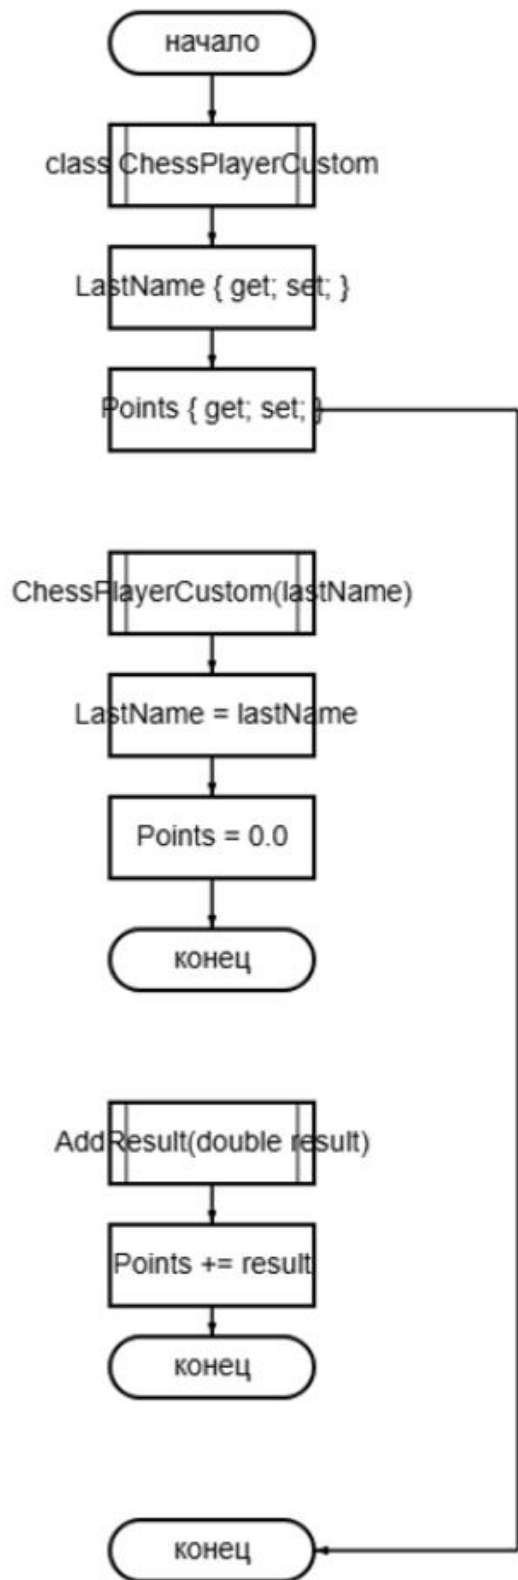 начало
class ChessPlayerCustom
LastName { get; set; }
Points { get; set; }
ChessPlayerCustom(lastName)
LastName = lastName
Points = 0.0
конец
AddResult(double result)
Points += result
конец
конец